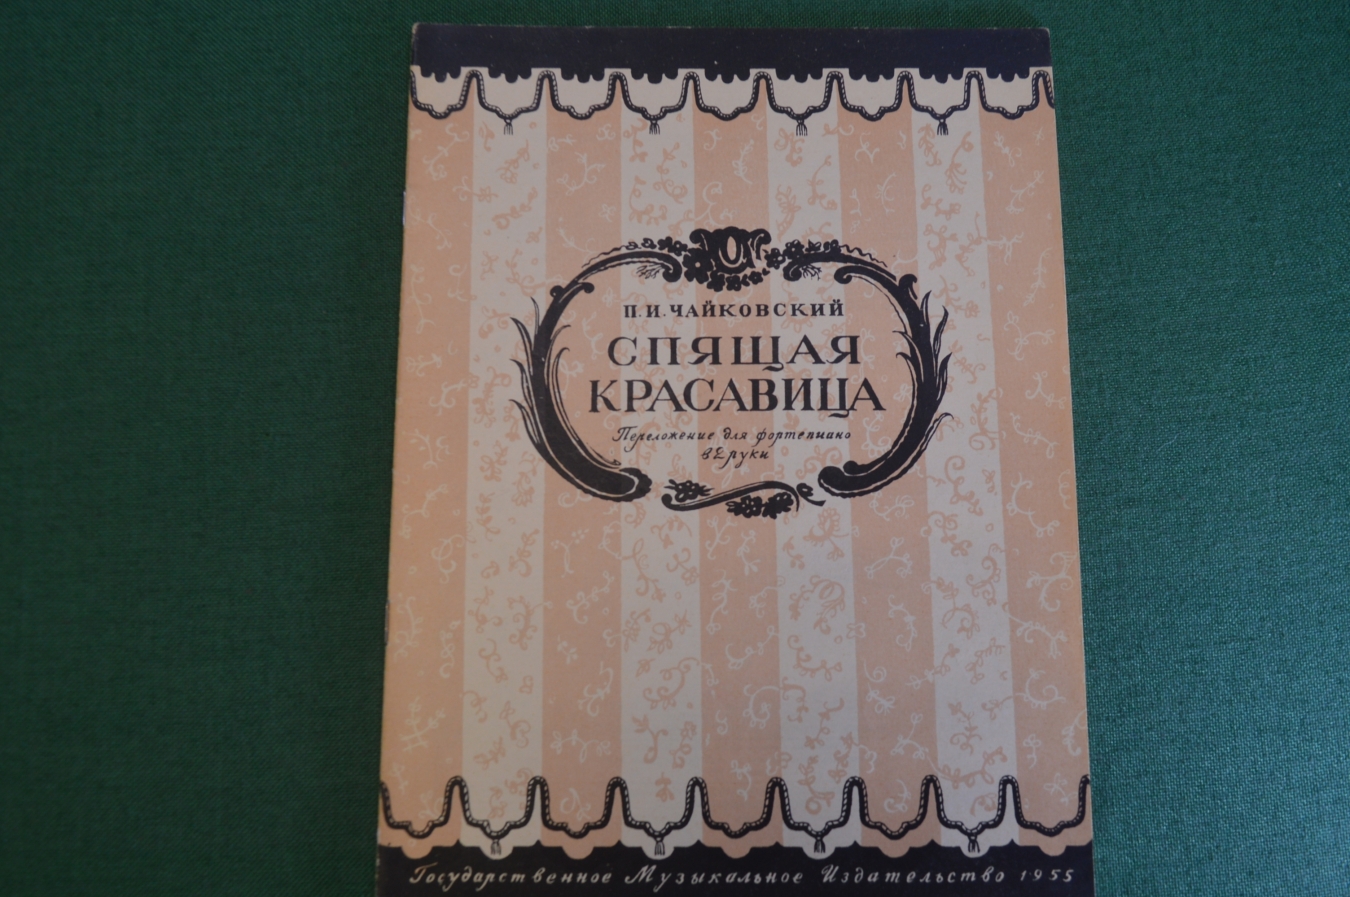 П.И.ЧАЙКОВСКИЙ
СПЯЩАЯ
КРАСАВИЦА
Переложение для фортепиано
в 2 руки
Государственное Музыкальное Издательство 1955